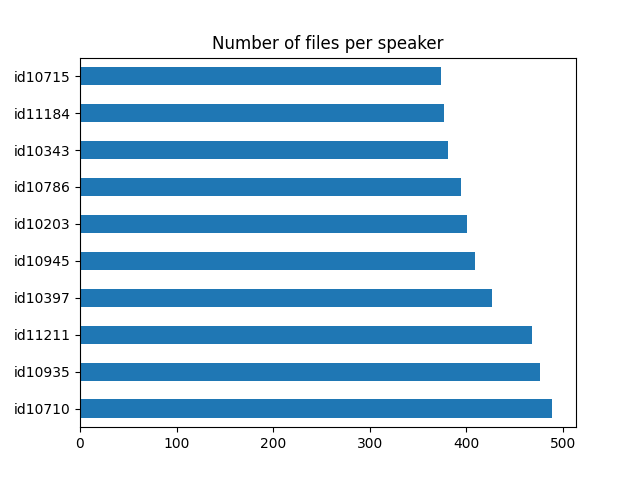 Number of files per speaker
id10715
id11184
id10343
id10786
id10203
id10945
id10397
id11211
id10935
id10710
0 100 200 300 400 500